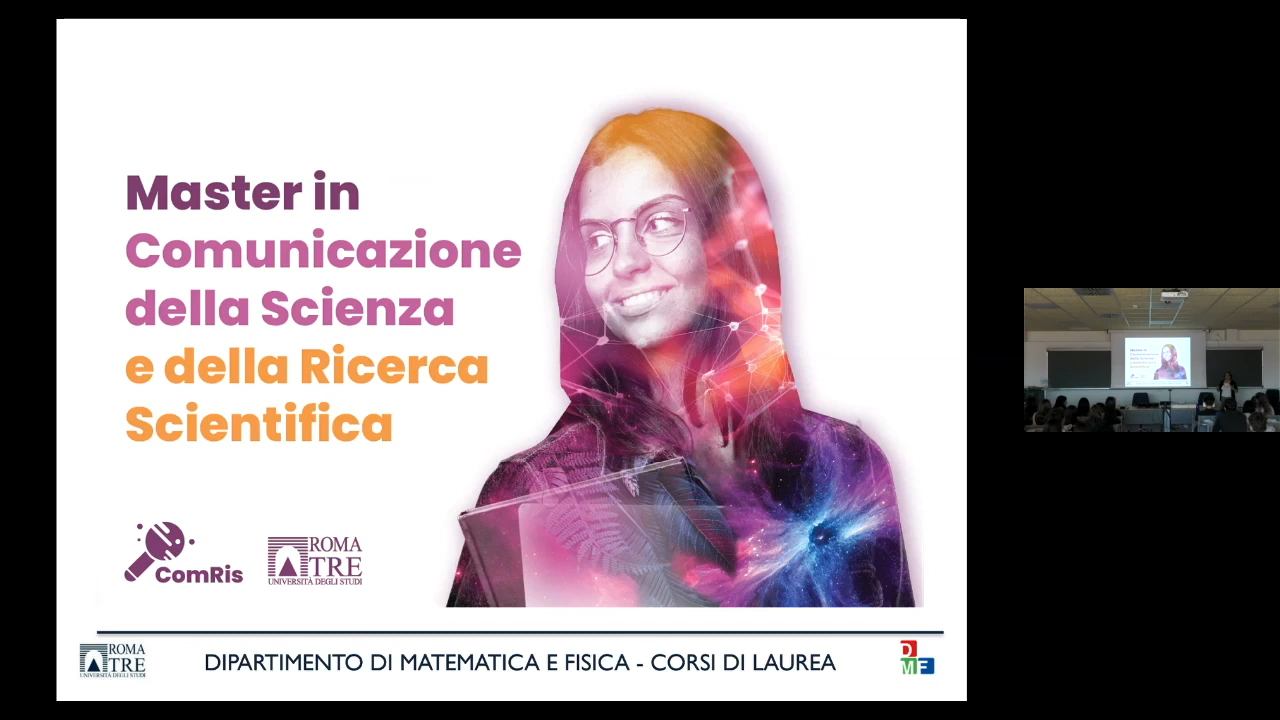 Master in
Comunicazione
della Scienza
e della Ricerca
Scientifica
ComRis
ROMA
TRE
UNIVERSITÀ DEGLI STUDI
ROMA
TRE
UNIVERSITÀ DEGLI STUDI
DIPARTIMENTO DI MATEMATICA E FISICA - CORSI DI LAUREA
D
MF